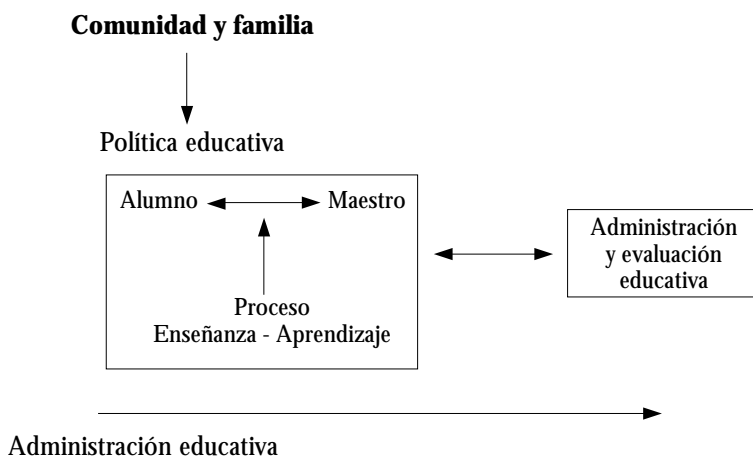 Comunidad y familia
Política educativa
Alumno
Maestro
Proceso
Enseñanza - Aprendizaje
Administración
y evaluación
educativa
Administración educativa